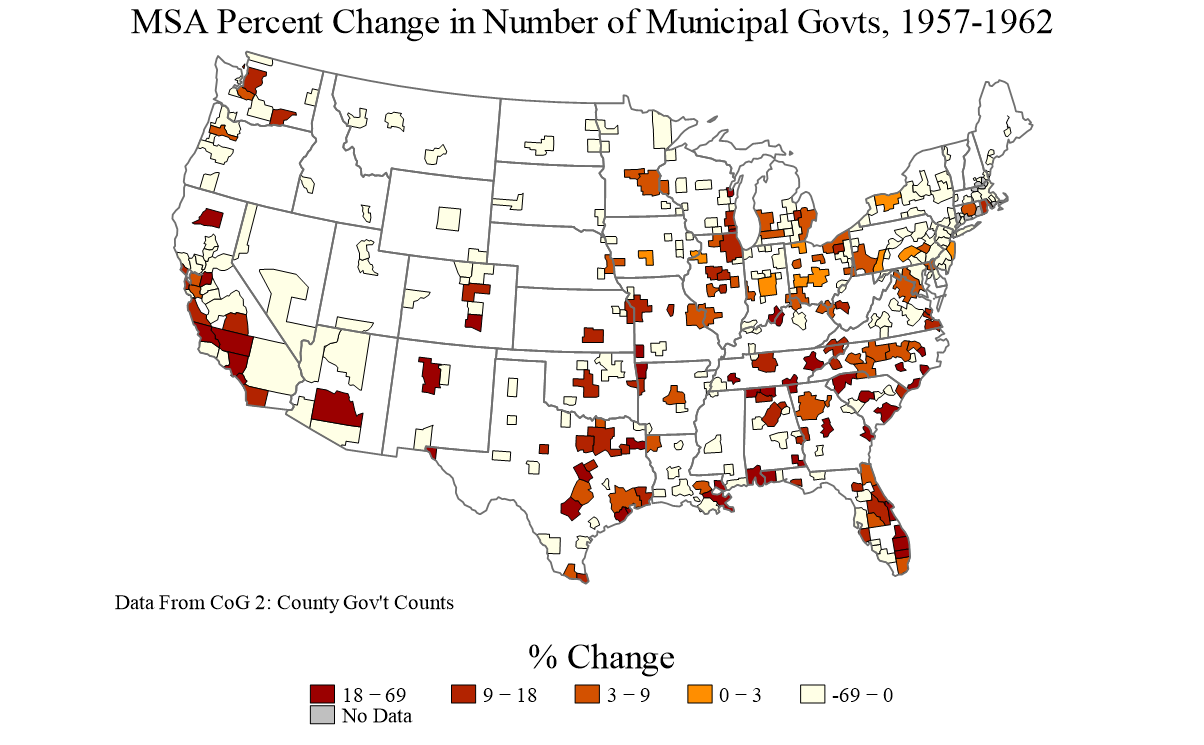 MSA Percent Change in Number of Municipal Govts, 1957-1962
Data From CoG 2: County Gov't Counts
% Change
18 − 69
9 − 18
3 − 9
0 − 3
-69 − 0
No Data